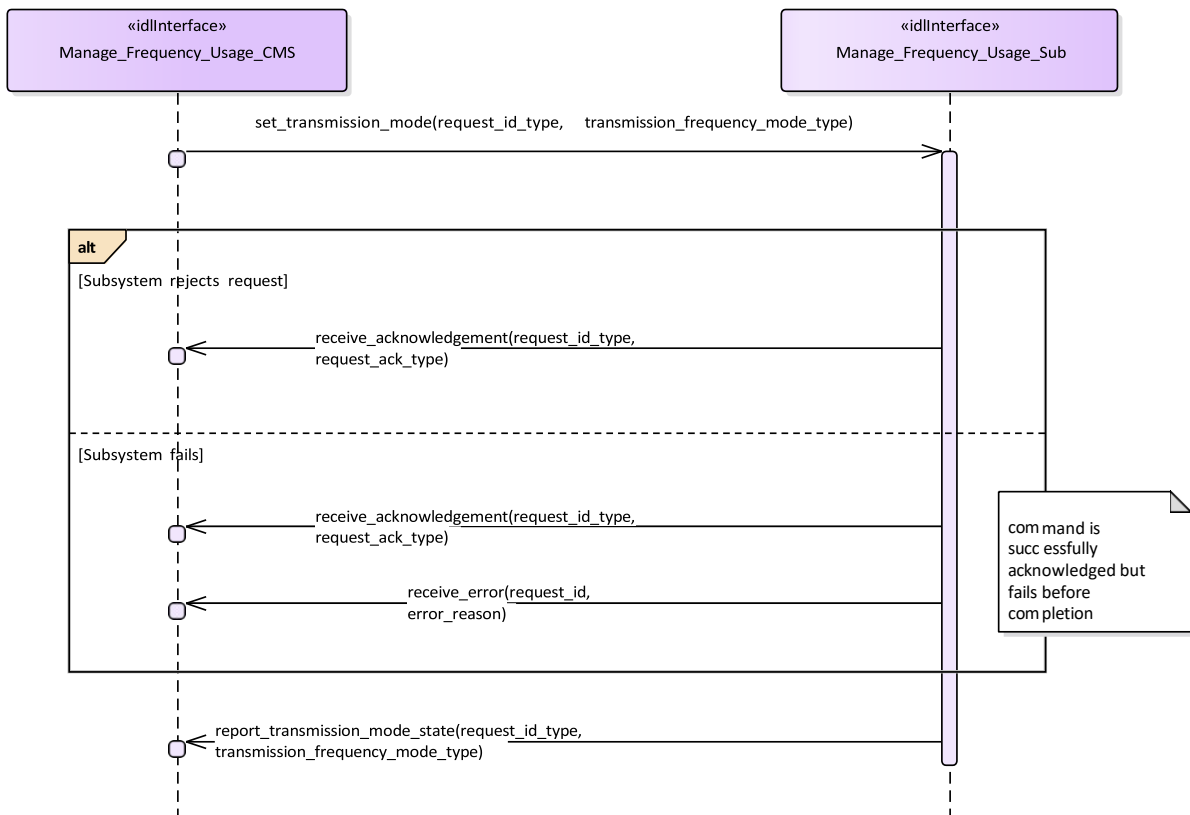 «idlInterface»
Manage_Frequency_Usage_CMS
«idlInterface»
Manage_Frequency_Usage_Sub
set_transmission_mode(request_id_type, transmission_frequency_mode_type)
alt
[Subsystem rejects request]
receive_acknowledgement(request_id_type,
request_ack_type)
[Subsystem fails]
receive_acknowledgement(request_id_type,
request_ack_type)
command is
successfully
acknowledged but
fails before
completion
receive_error(request_id,
error_reason)
report_transmission_mode_state(request_id_type,
transmission_frequency_mode_type)